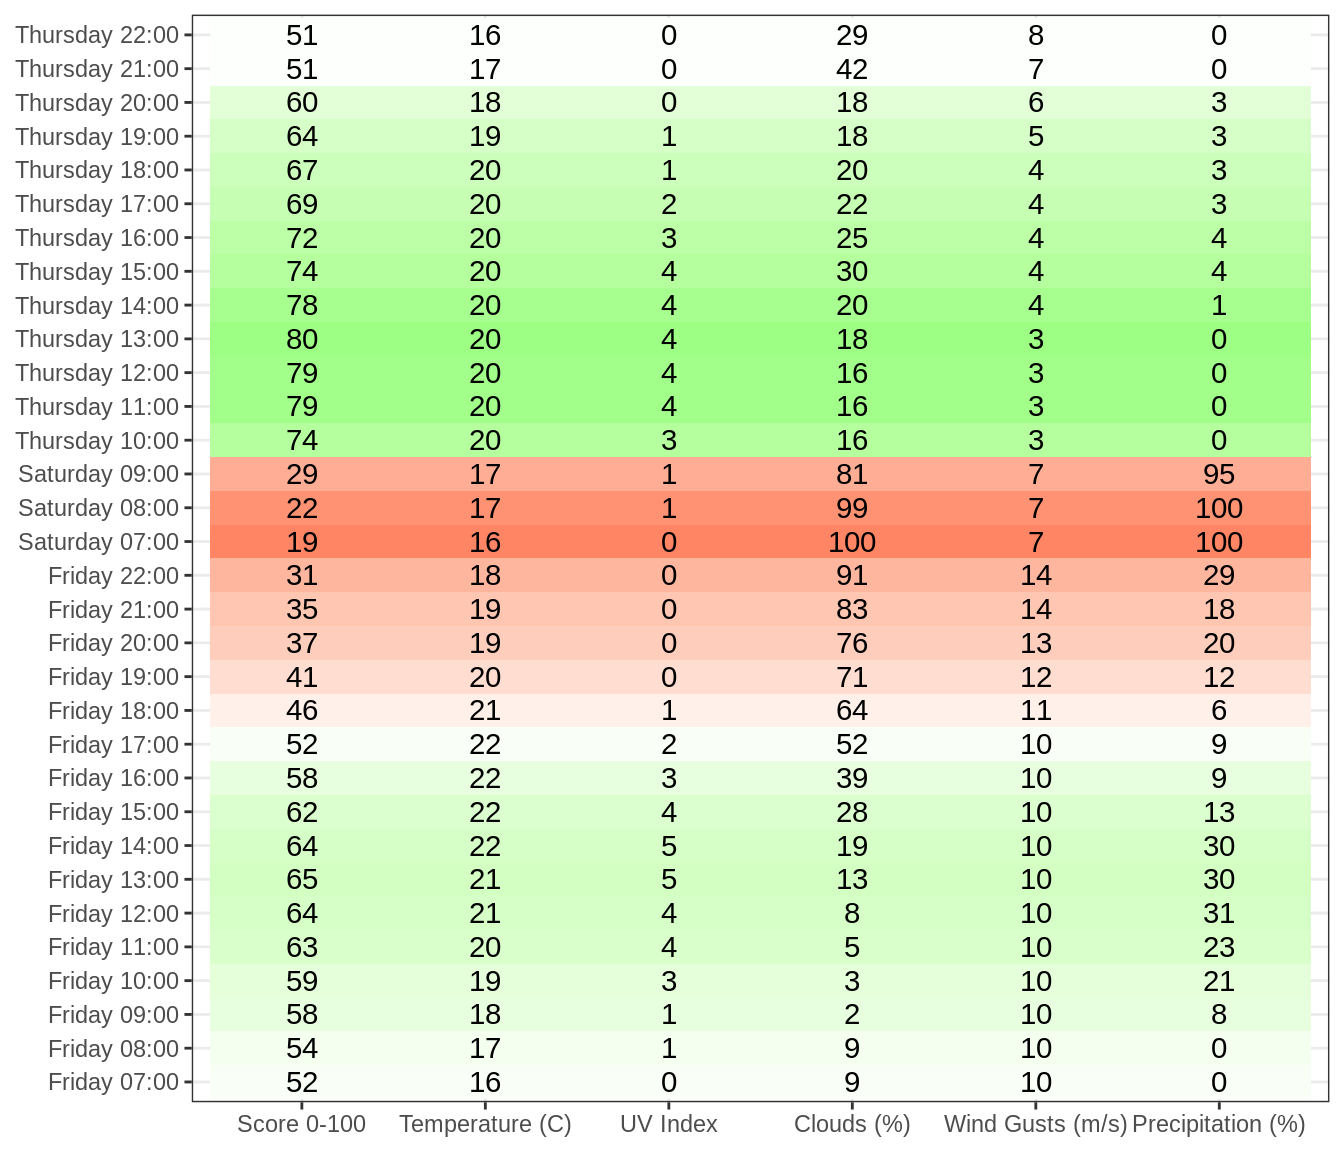 Thursday 22:00 51 16 0 29 8 0
Thursday 21:00 51 17 0 42 7 0
Thursday 20:00 60 18 0 18 6 3
Thursday 19:00 64 19 1 18 5 3
Thursday 18:00 67 20 1 20 4 3
Thursday 17:00 69 20 2 22 4 3
Thursday 16:00 72 20 3 25 4 4
Thursday 15:00 74 20 4 30 4 4
Thursday 14:00 78 20 4 20 4 1
Thursday 13:00 80 20 4 18 3 0
Thursday 12:00 79 20 4 16 3 0
Thursday 11:00 79 20 4 16 3 0
Thursday 10:00 74 20 3 16 3 0
Saturday 09:00 29 17 1 81 7 95
Saturday 08:00 22 17 1 99 7 100
Saturday 07:00 19 16 0 100 7 100
Friday 22:00 31 18 0 91 14 29
Friday 21:00 35 19 0 83 14 18
Friday 20:00 37 19 0 76 13 20
Friday 19:00 41 20 0 71 12 12
Friday 18:00 46 21 1 64 11 6
Friday 17:00 52 22 2 52 10 9
Friday 16:00 58 22 3 39 10 9
Friday 15:00 62 22 4 28 10 13
Friday 14:00 64 22 5 19 10 30
Friday 13:00 65 21 5 13 10 30
Friday 12:00 64 21 4 8 10 31
Friday 11:00 63 20 4 5 10 23
Friday 10:00 59 19 3 3 10 21
Friday 09:00 58 18 1 2 10 8
Friday 08:00 54 17 1 9 10 0
Friday 07:00 52 16 0 9 10 0
Score 0-100 Temperature (C) UV Index Clouds (%) Wind Gusts (m/s) Precipitation (%)